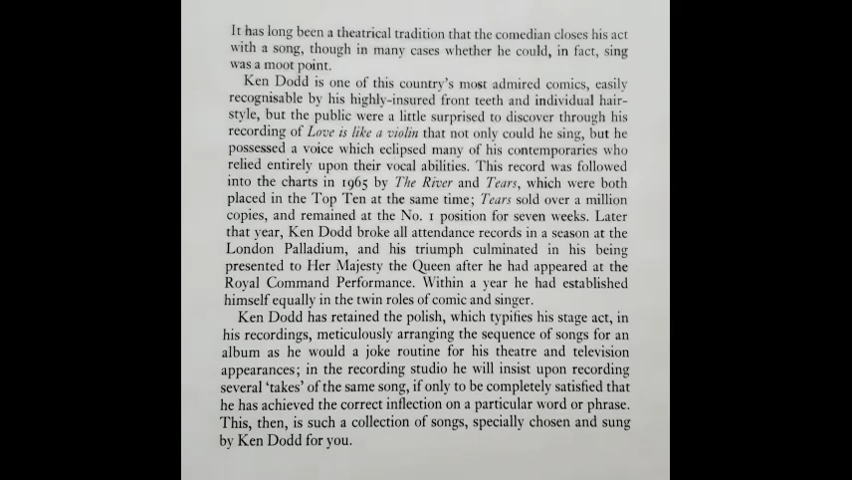 It has long been a theatrical tradition that the comedian closes his act
with a song, though in many cases whether he could, in fact, sing
was a moot point.
Ken Dodd is one of this country's most admired comics, easily
recognisable by his highly-insured front teeth and individual hair-
style, but the public were a little surprised to discover through his
recording of Love is like a violin that not only could he sing, but he
possessed a voice which eclipsed many of his contemporaries who
relied entirely upon their vocal abilities. This record was followed
into the charts in 1965 by The River and Tears, which were both
placed in the Top Ten at the same time; Tears sold over a million
copies, and remained at the No. 1 position for seven weeks. Later
that year, Ken Dodd broke all attendance records in a season at the
London Palladium, and his triumph culminated in his being
presented to Her Majesty the Queen after he had appeared at the
Royal Command Performance. Within a year he had established
himself equally in the twin roles of comic and singer.
Ken Dodd has retained the polish, which typifies his stage act, in
his recordings, meticulously arranging the sequence of songs for an
album as he would a joke routine for his theatre and television
appearances; in the recording studio he will insist upon recording
several 'takes' of the same song, if only to be completely satisfied that
he has achieved the correct inflection on a particular word or phrase.
This, then, is such a collection of songs, specially chosen and sung
by Ken Dodd for you.